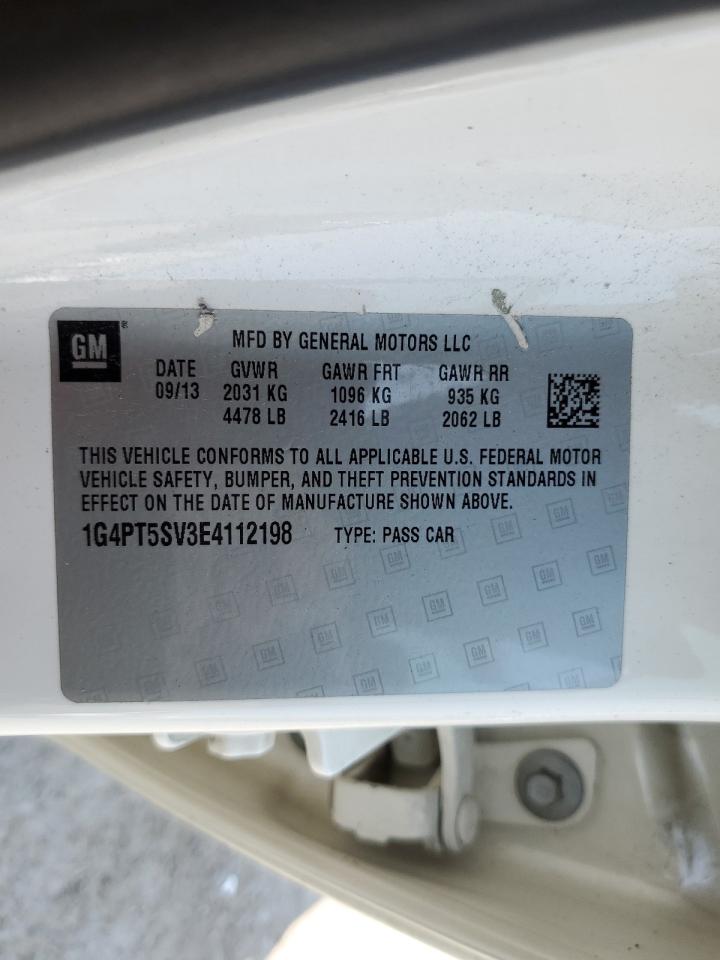 GM®
MFD BY GENERAL MOTORS LLC
DATE GVWR GAWR FRT GAWR RR
09/13 2031 KG 1096 KG 935 KG
4478 LB 2416 LB 2062 LB
THIS VEHICLE CONFORMS TO ALL APPLICABLE U.S. FEDERAL MOTOR
VEHICLE SAFETY, BUMPER, AND THEFT PREVENTION STANDARDS IN
EFFECT ON THE DATE OF MANUFACTURE SHOWN ABOVE.
1G4PT5SV3E4112198 TYPE: PASS CAR